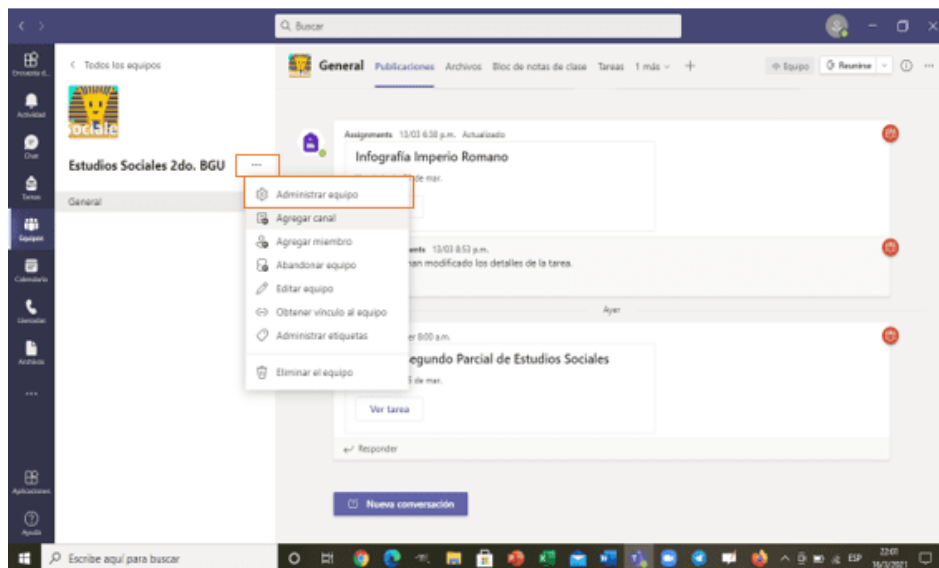 Buscar
Todos los equipos
General Publicaciones Archivos Bloc de notas de clase Tareas 1 más
Equipo Reunirse
Actividad
Chat
Tareas
Equipos
Calendario
Llamadas
Archivos
Aplicaciones
Ayuda
Sociale
Estudios Sociales 2do. BGU ...
General
Administrar equipo
Agregar canal
Agregar miembro
Abandonar equipo
Editar equipo
Obtener vínculo al equipo
Administrar etiquetas
Eliminar el equipo
Assignments 13/03 6:30 p.m. Actualizado
Infografía Imperio Romano
de mar.
ments 13/03 8:53 p.m.
han modificado los detalles de la tarea.
Ayer
er 8:00 a.m.
egundo Parcial de Estudios Sociales
de mar.
Ver tarea
Responder
Nueva conversación
Escribe aquí para buscar
ESP
22:01
16/3/2021